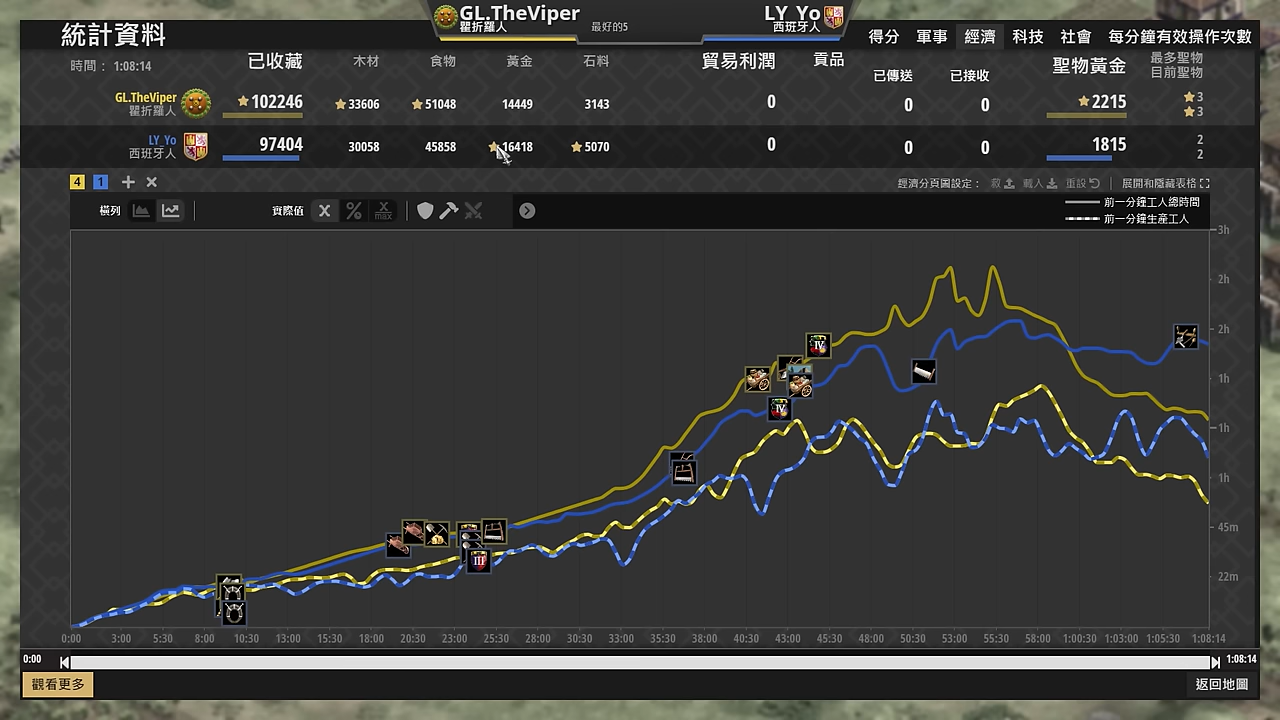 GL.TheViper
瞿折羅人
最好的5
LY_Yo
西班牙人
統計資料
得分 軍事 經濟 科技 社會 每分鐘有效操作次數
時間： 1:08:14
已收藏 木材 食物 黃金 石料 貿易利潤 貢品 已傳送 已接收 聖物黃金 最多聖物 目前聖物
GL.TheViper
瞿折羅人
102246 33606 51048 14449 3143 0 0 0 2215 3 3
LY_Yo
西班牙人
97404 30058 45858 16418 5070 0 0 0 1815 2 2
4 1
經濟分頁圖設定： 載入 重設 展開和隱藏表格
橫列 實際值 X % X max
前一分鐘工人總時間
前一分鐘生產工人
3h
2h
2h
1h
1h
1h
45m
22m
IV
IV
III
0:00 3:00 5:30 8:00 10:30 13:00 15:30 18:00 20:30 23:00 25:30 28:00 30:30 33:00 35:30 38:00 40:30 43:00 45:30 48:00 50:30 53:00 55:30 58:00 1:00:30 1:03:00 1:05:30 1:08:14
0:00 1:08:14
觀看更多 返回地圖